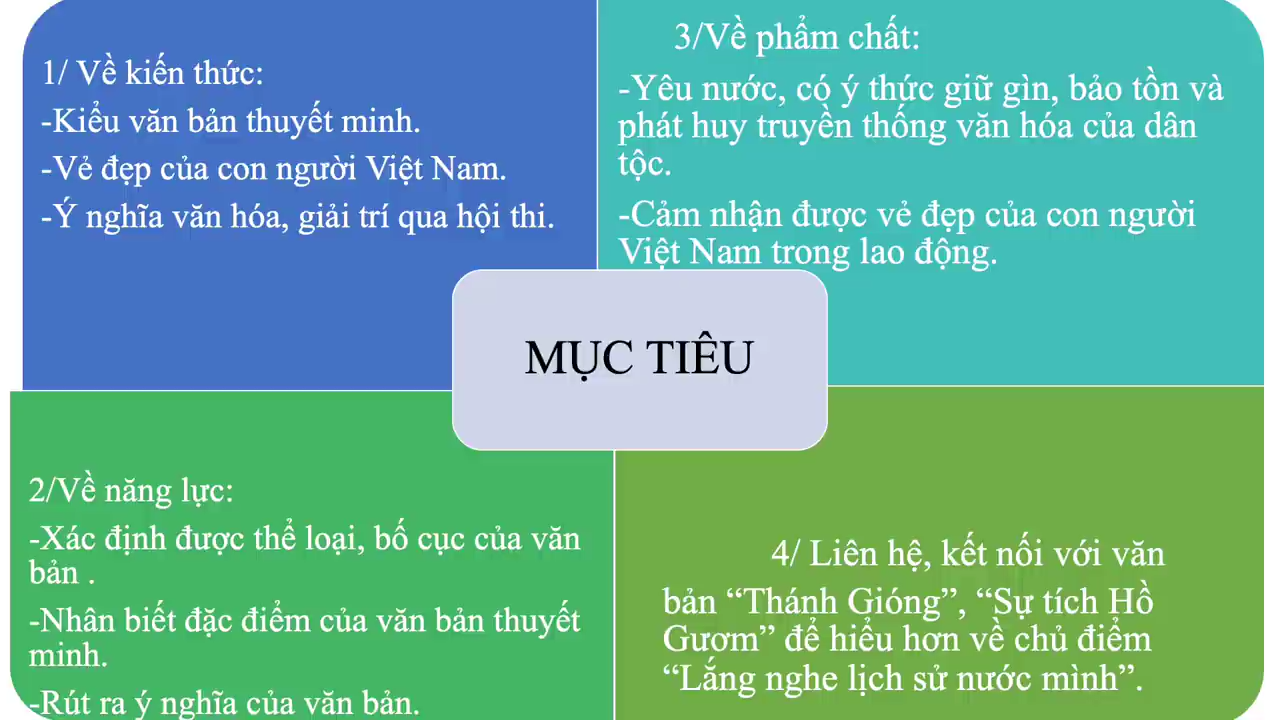 1/ Về kiến thức:
-Kiểu văn bản thuyết minh.
-Vẻ đẹp của con người Việt Nam.
-Ý nghĩa văn hóa, giải trí qua hội thi.
3/Về phẩm chất:
-Yêu nước, có ý thức giữ gìn, bảo tồn và
phát huy truyền thống văn hóa của dân
tộc.
-Cảm nhận được vẻ đẹp của con người
Việt Nam trong lao động.
MỤC TIÊU
2/Về năng lực:
-Xác định được thể loại, bố cục của văn
bản .
-Nhân biết đặc điểm của văn bản thuyết
minh.
-Rút ra ý nghĩa của văn bản.
4/ Liên hệ, kết nối với văn
bản “Thánh Gióng”, “Sự tích Hồ
Gươm” để hiểu hơn về chủ điểm
“Lắng nghe lịch sử nước mình”.